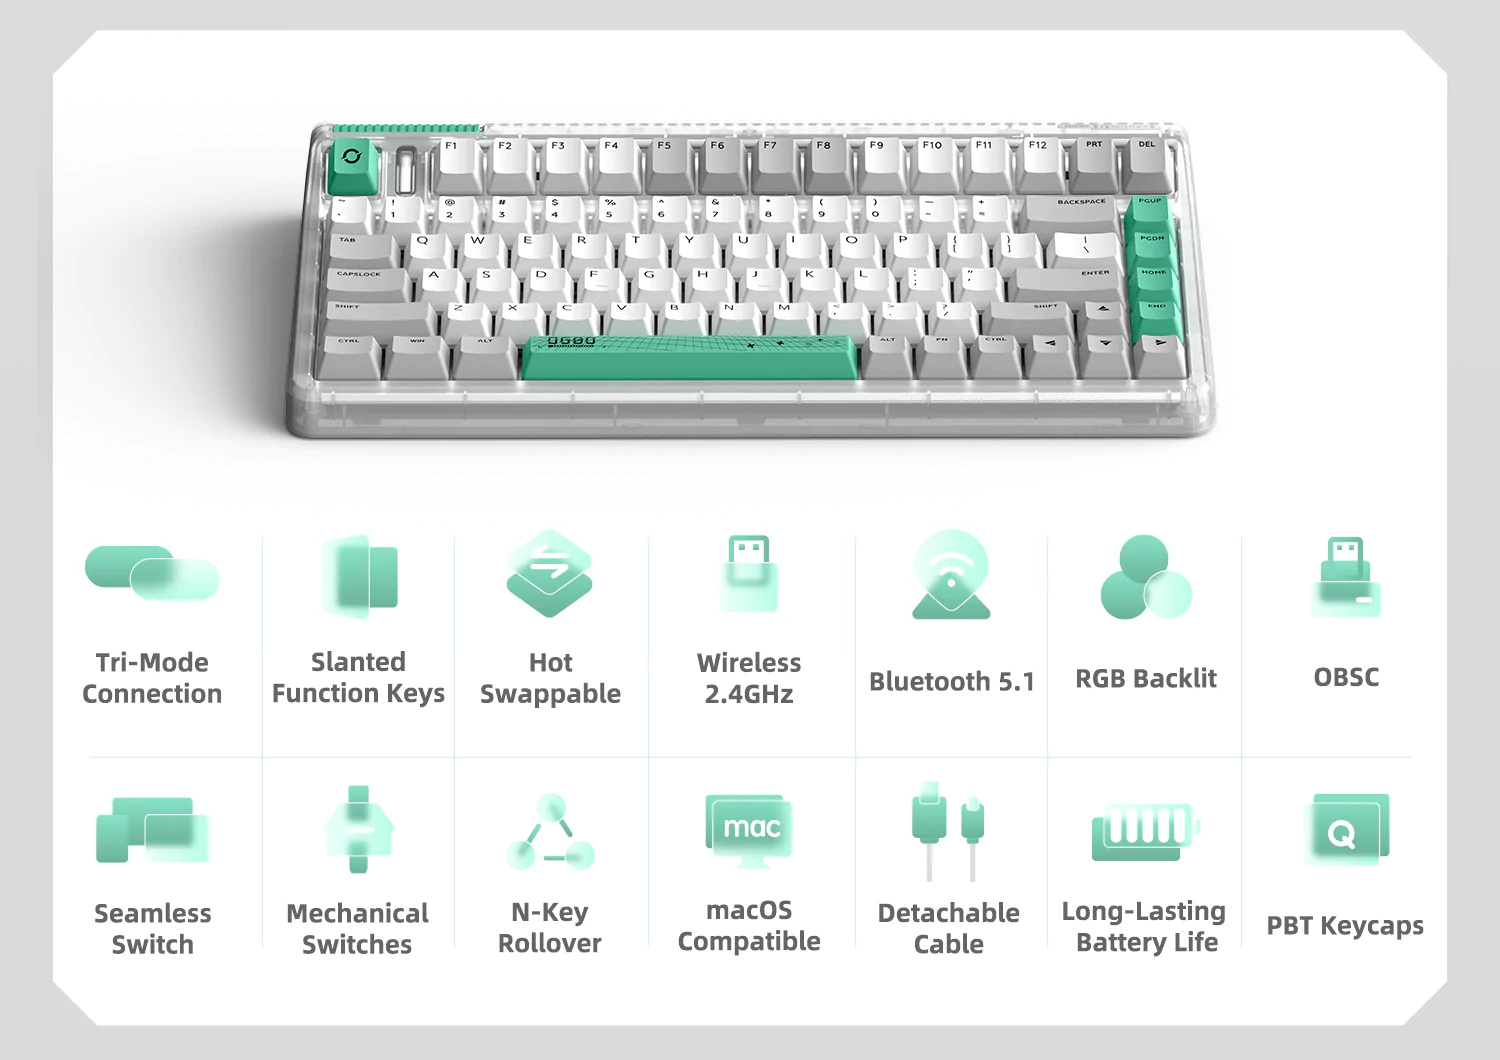 F1 F2 F3 F4 F5 F6 F7 F8 F9 F10 F11 F12 PRT DEL
~ ! @ # $ % ^ & * ( ) — + BACKSPACE PGUP
` 1 2 3 4 5 6 7 8 9 0 - =
TAB Q W E R T Y U I O P { } | PGDN
[ ] \
CAPSLOCK A S D F G H J K L : " ENTER HOME
; '
SHIFT Z X C V B N M < > ? SHIFT END
, . /
CTRL WIN ALT ALT FN CTRL
Tri-Mode
Connection
Slanted
Function Keys
Hot
Swappable
Wireless
2.4GHz
Bluetooth 5.1
RGB Backlit
OBSC
mac
Q
Seamless
Switch
Mechanical
Switches
N-Key
Rollover
macOS
Compatible
Detachable
Cable
Long-Lasting
Battery Life
PBT Keycaps